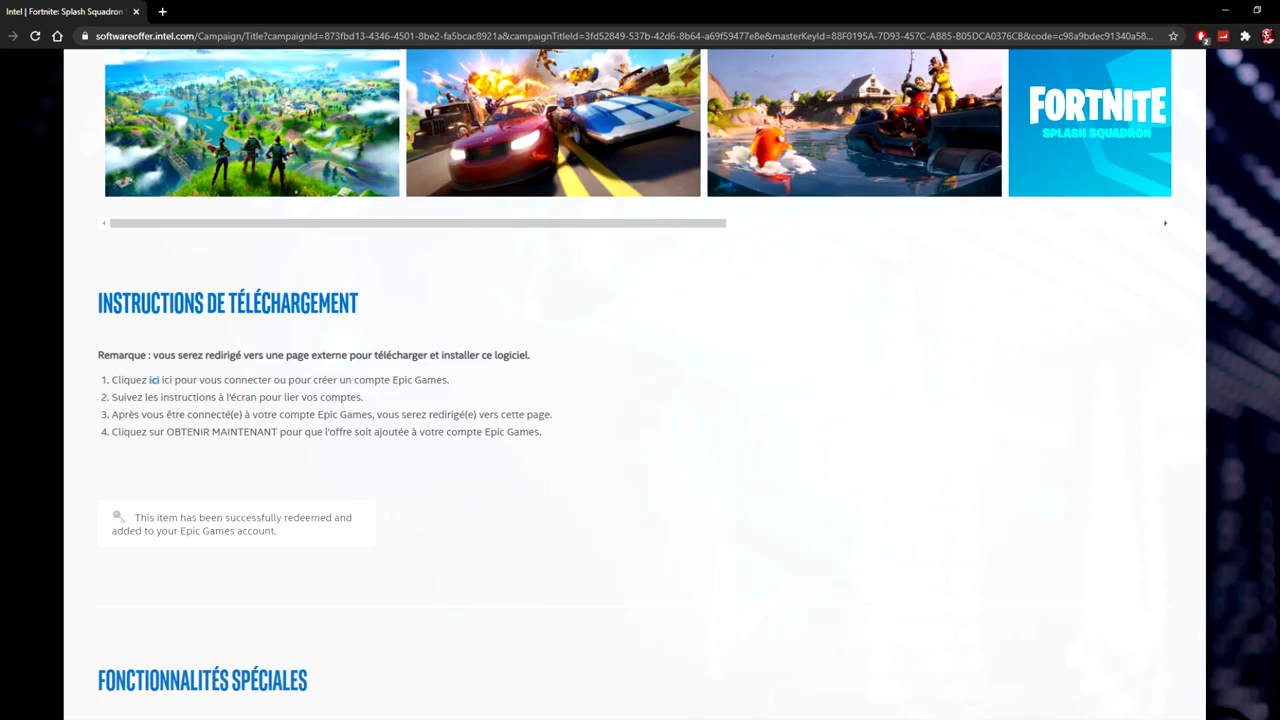 Intel | Fortnite: Splash Squadron
softwareoffer.intel.com/Campaign/Title?campaignId=873fbd13-4346-4501-8be2-fa5bcac8921a&campaignTitleId=3fd52849-537b-42d6-8b64-a69f59477e8e&masterKeyId=88F0195A-7D93-457C-AB85-B05DCA0376CB&code=c98a9bdec91340a58...
2
FORTNITE
SPLASH SQUADRON
INSTRUCTIONS DE TÉLÉCHARGEMENT
Remarque : vous serez redirigé vers une page externe pour télécharger et installer ce logiciel.
1. Cliquez ici ici pour vous connecter ou pour créer un compte Epic Games.
2. Suivez les instructions à l'écran pour lier vos comptes.
3. Après vous être connecté(e) à votre compte Epic Games, vous serez redirigé(e) vers cette page.
4. Cliquez sur OBTENIR MAINTENANT pour que l'offre soit ajoutée à votre compte Epic Games.
This item has been successfully redeemed and
added to your Epic Games account.
FONCTIONNALITÉS SPÉCIALES